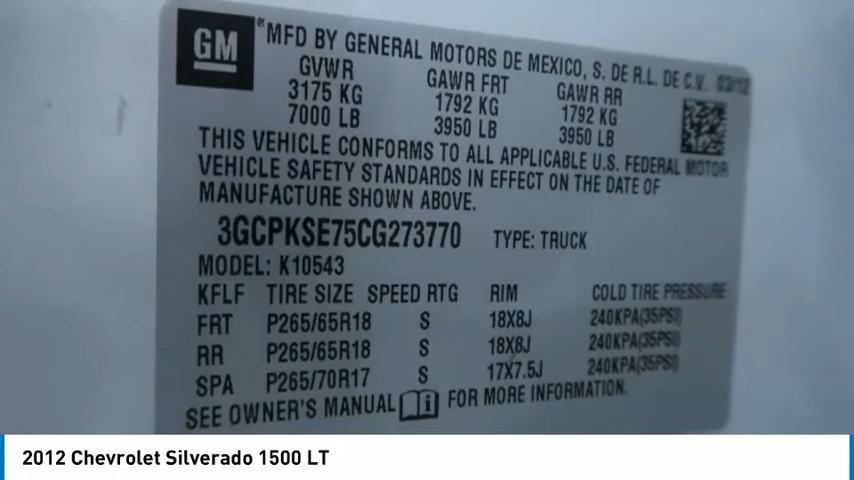 GM ® MFD BY GENERAL MOTORS DE MEXICO, S. DE R.L. DE C.V. 03/12
GVWR GAWR FRT GAWR RR
3175 KG 1792 KG 1792 KG
7000 LB 3950 LB 3950 LB
THIS VEHICLE CONFORMS TO ALL APPLICABLE U.S. FEDERAL MOTOR
VEHICLE SAFETY STANDARDS IN EFFECT ON THE DATE OF
MANUFACTURE SHOWN ABOVE.
3GCPKSE75CG273770 TYPE: TRUCK
MODEL: K10543
KFLF TIRE SIZE SPEED RTG RIM COLD TIRE PRESSURE
FRT P265/65R18 S 18X8J 240KPA(35PSI)
RR P265/65R18 S 18X8J 240KPA(35PSI)
SPA P265/70R17 S 17X7.5J 240KPA(35PSI)
SEE OWNER'S MANUAL i FOR MORE INFORMATION.
2012 Chevrolet Silverado 1500 LT